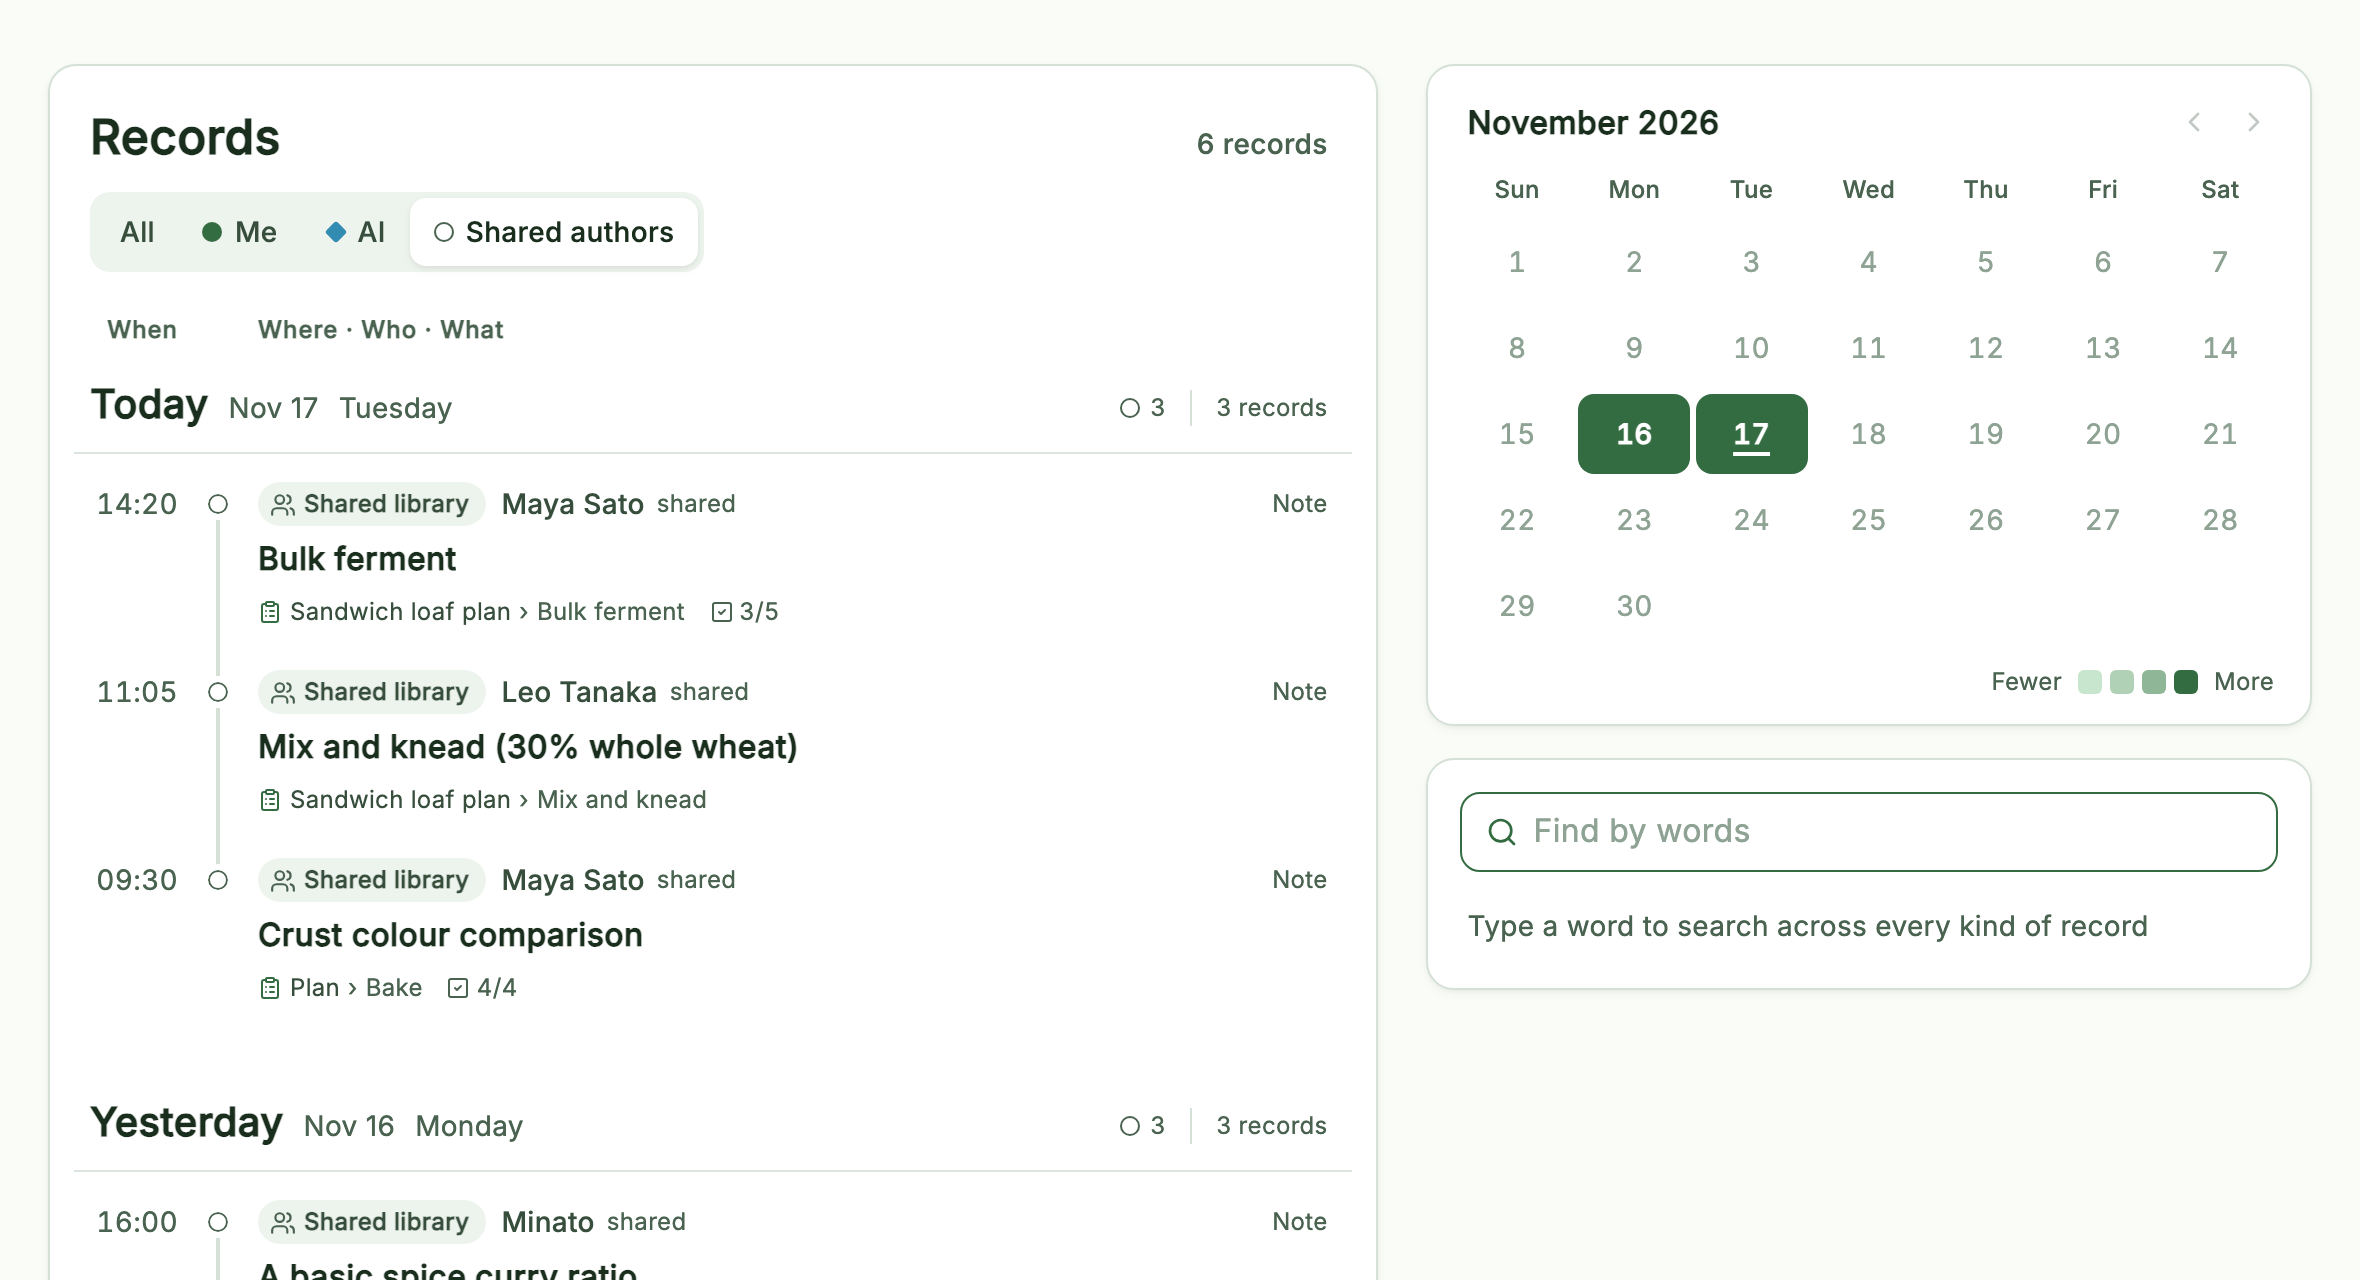 Records
6 records
All Me AI Shared authors
When Where · Who · What
Today Nov 17 Tuesday 3 3 records
14:20 Shared library Maya Sato shared Note
Bulk ferment
Sandwich loaf plan › Bulk ferment 3/5
11:05 Shared library Leo Tanaka shared Note
Mix and knead (30% whole wheat)
Sandwich loaf plan › Mix and knead
09:30 Shared library Maya Sato shared Note
Crust colour comparison
Plan › Bake 4/4
Yesterday Nov 16 Monday 3 3 records
16:00 Shared library Minato shared Note
A basic spice curry ratio
November 2026
Sun Mon Tue Wed Thu Fri Sat
1 2 3 4 5 6 7
8 9 10 11 12 13 14
15 16 17 18 19 20 21
22 23 24 25 26 27 28
29 30
Fewer More
Find by words
Type a word to search across every kind of record